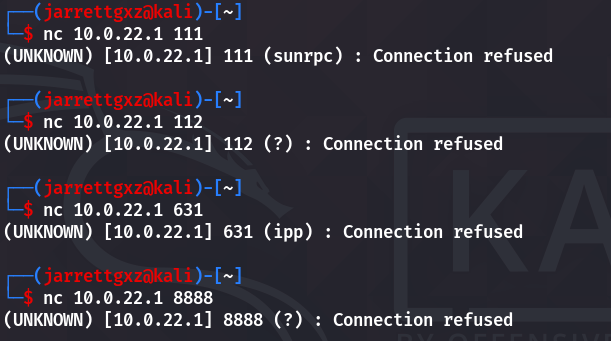 ┌──(jarrettgxz@kali)-[~]
└─$ nc 10.0.22.1 111
(UNKNOWN) [10.0.22.1] 111 (sunrpc) : Connection refused
┌──(jarrettgxz@kali)-[~]
└─$ nc 10.0.22.1 112
(UNKNOWN) [10.0.22.1] 112 (?) : Connection refused
┌──(jarrettgxz@kali)-[~]
└─$ nc 10.0.22.1 631
(UNKNOWN) [10.0.22.1] 631 (ipp) : Connection refused
┌──(jarrettgxz@kali)-[~]
└─$ nc 10.0.22.1 8888
(UNKNOWN) [10.0.22.1] 8888 (?) : Connection refused
KA
BY OFFENSIV